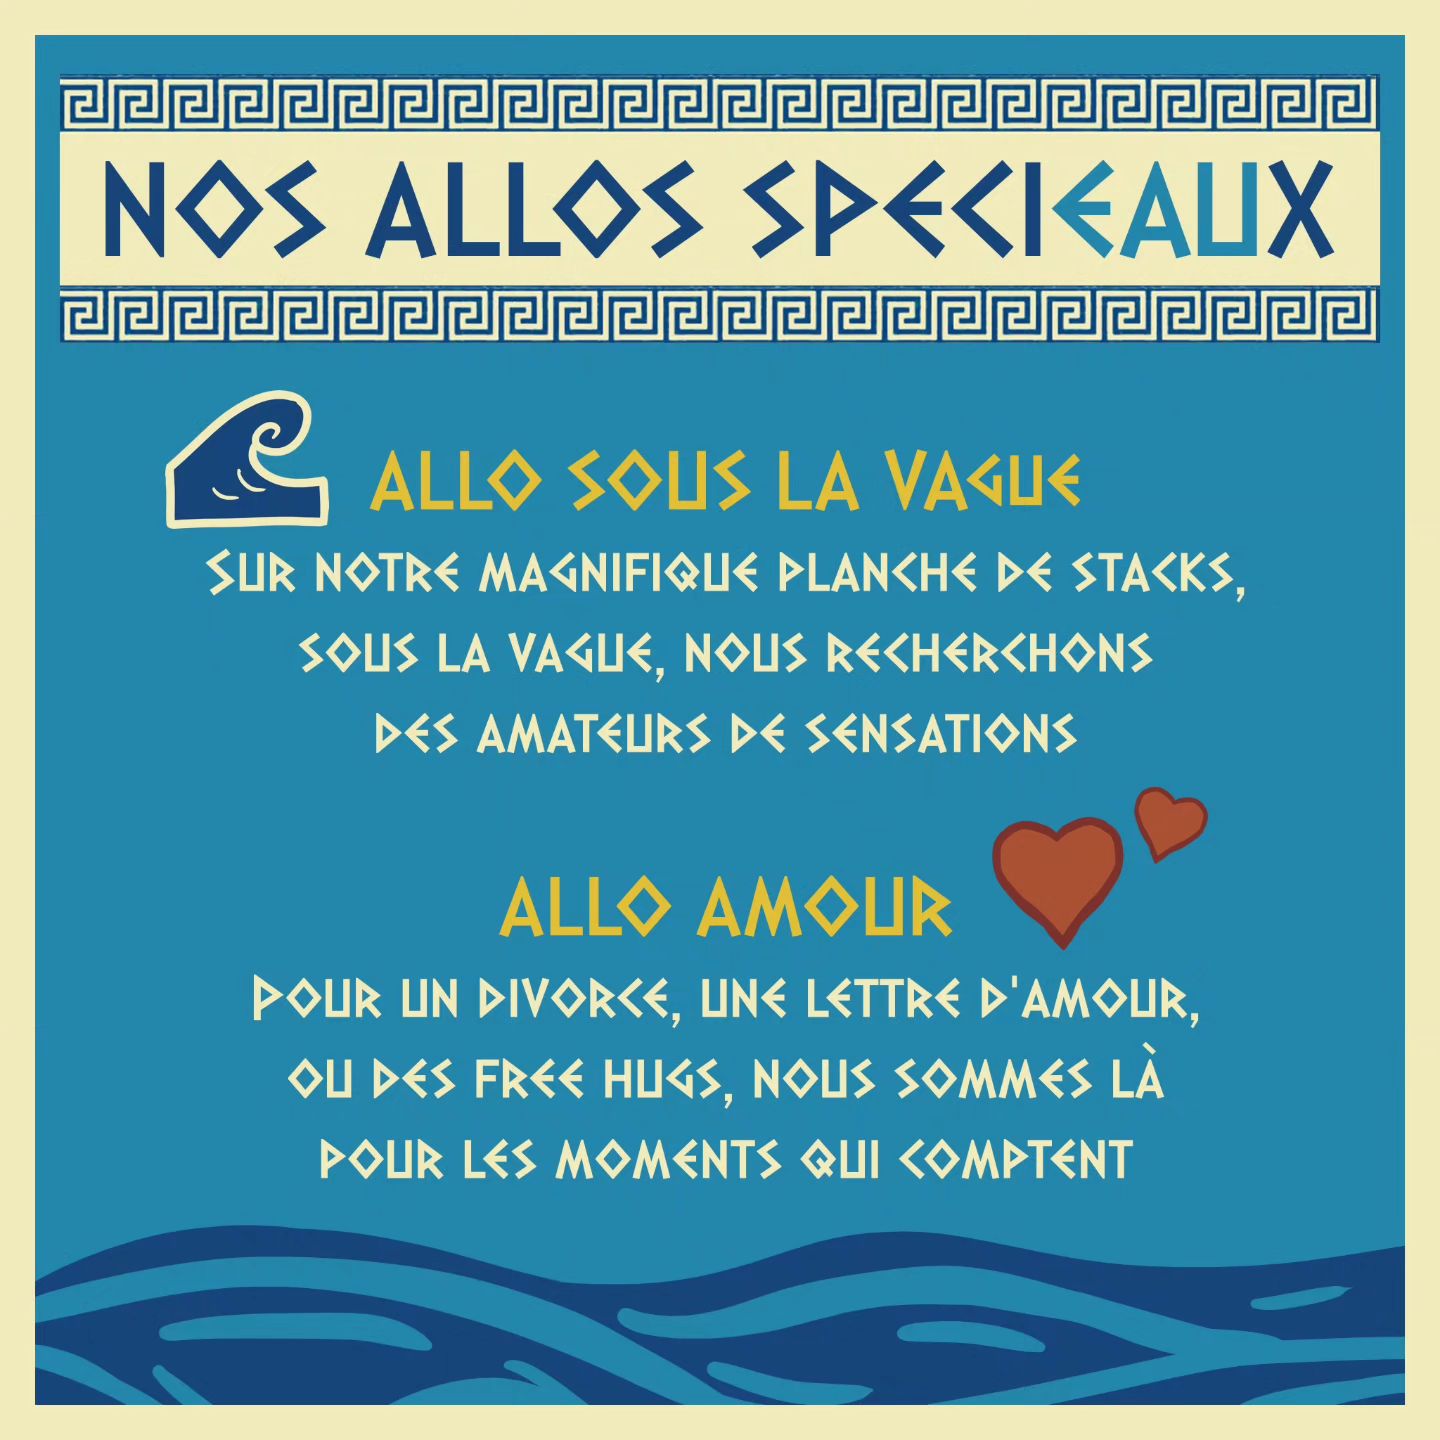 NOS ALLOS SPECIEAUX
ALLO SOUS LA VAGUE
SUR NOTRE MAGNIFIQUE PLANCHE DE STACKS,
SOUS LA VAGUE, NOUS RECHERCHONS
DES AMATEURS DE SENSATIONS
ALLO AMOUR
POUR UN DIVORCE, UNE LETTRE D'AMOUR,
OU DES FREE HUGS, NOUS SOMMES LÀ
POUR LES MOMENTS QUI COMPTENT